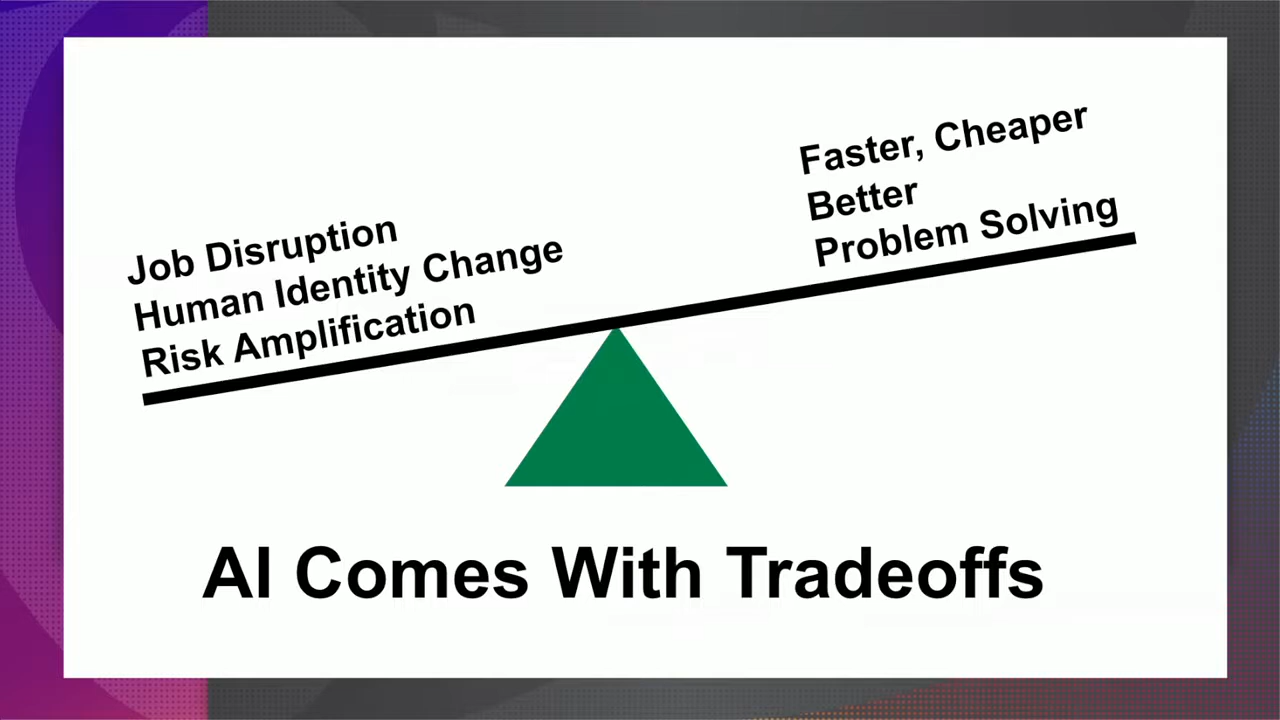 Job Disruption
Human Identity Change
Risk Amplification
Faster, Cheaper
Better
Problem Solving
AI Comes With Tradeoffs